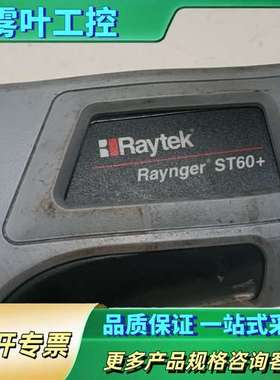 雾叶工控
Raytek
Raynger® ST60+
开专票
品质保证 一站式采
更多产品规格咨询客